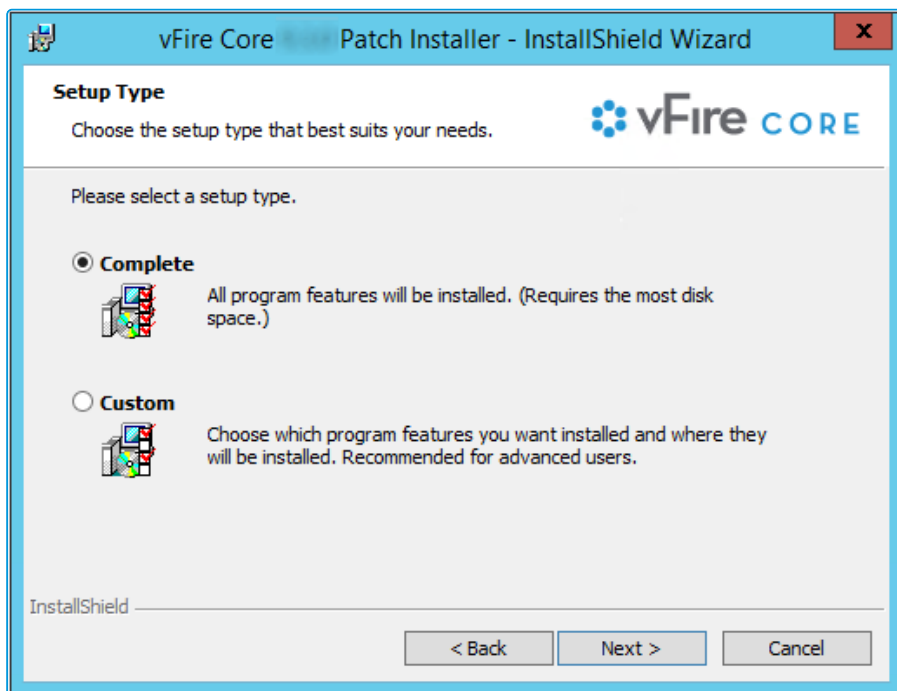 vFire Core Patch Installer - InstallShield Wizard
x
Setup Type
Choose the setup type that best suits your needs.
vFire CORE
Please select a setup type.
Complete
All program features will be installed. (Requires the most disk
space.)
Custom
Choose which program features you want installed and where they
will be installed. Recommended for advanced users.
InstallShield
< Back
Next >
Cancel